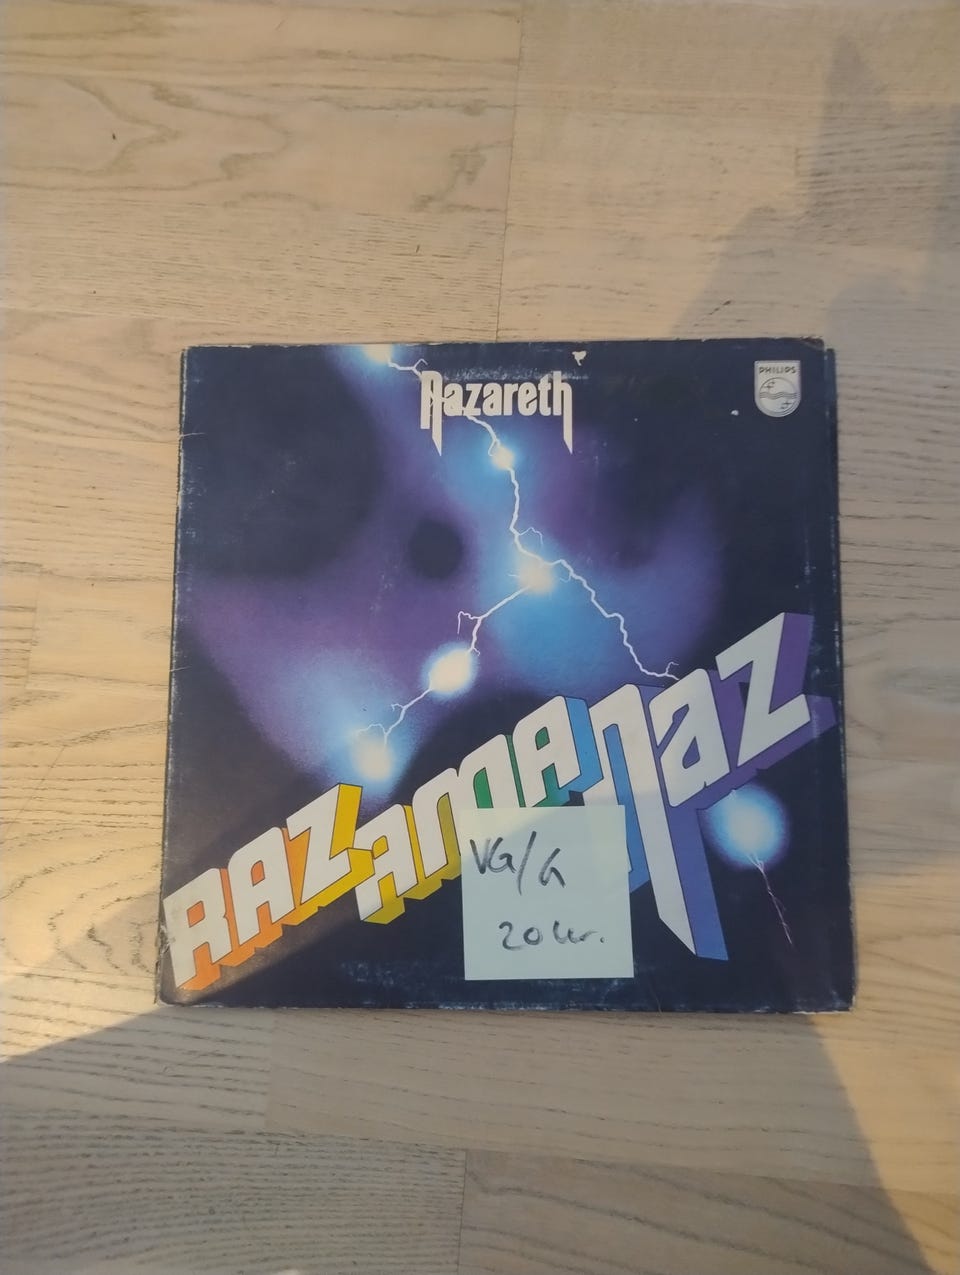 Nazareth
PHILIPS
RAZAMANAZ
VG/G
20 kr.